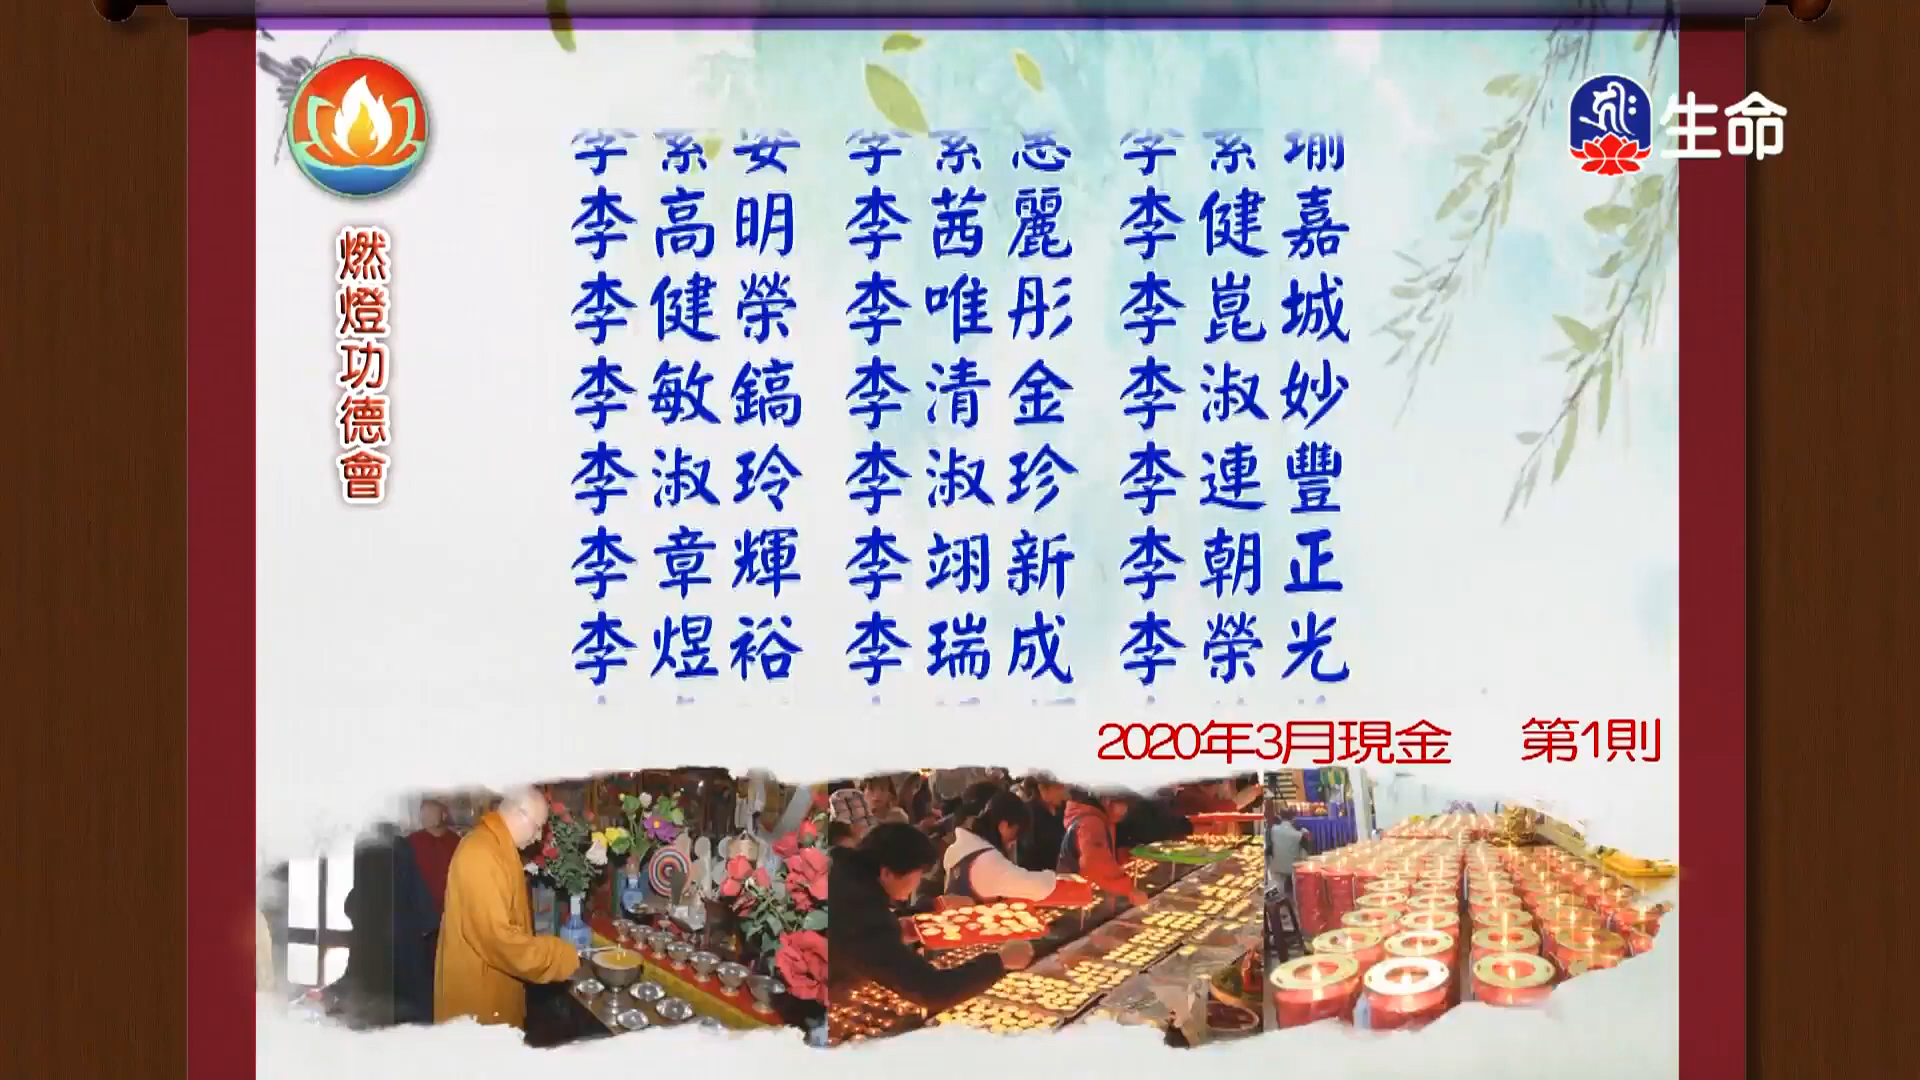 生命
燃燈功德會
李高明 李茜麗 李健嘉
李健榮 李唯彤 李崑城
李敏鎬 李清金 李淑妙
李淑玲 李淑珍 李連豐
李章輝 李翊新 李朝正
李煜裕 李瑞成 李榮光
2020年3月現金 第1則